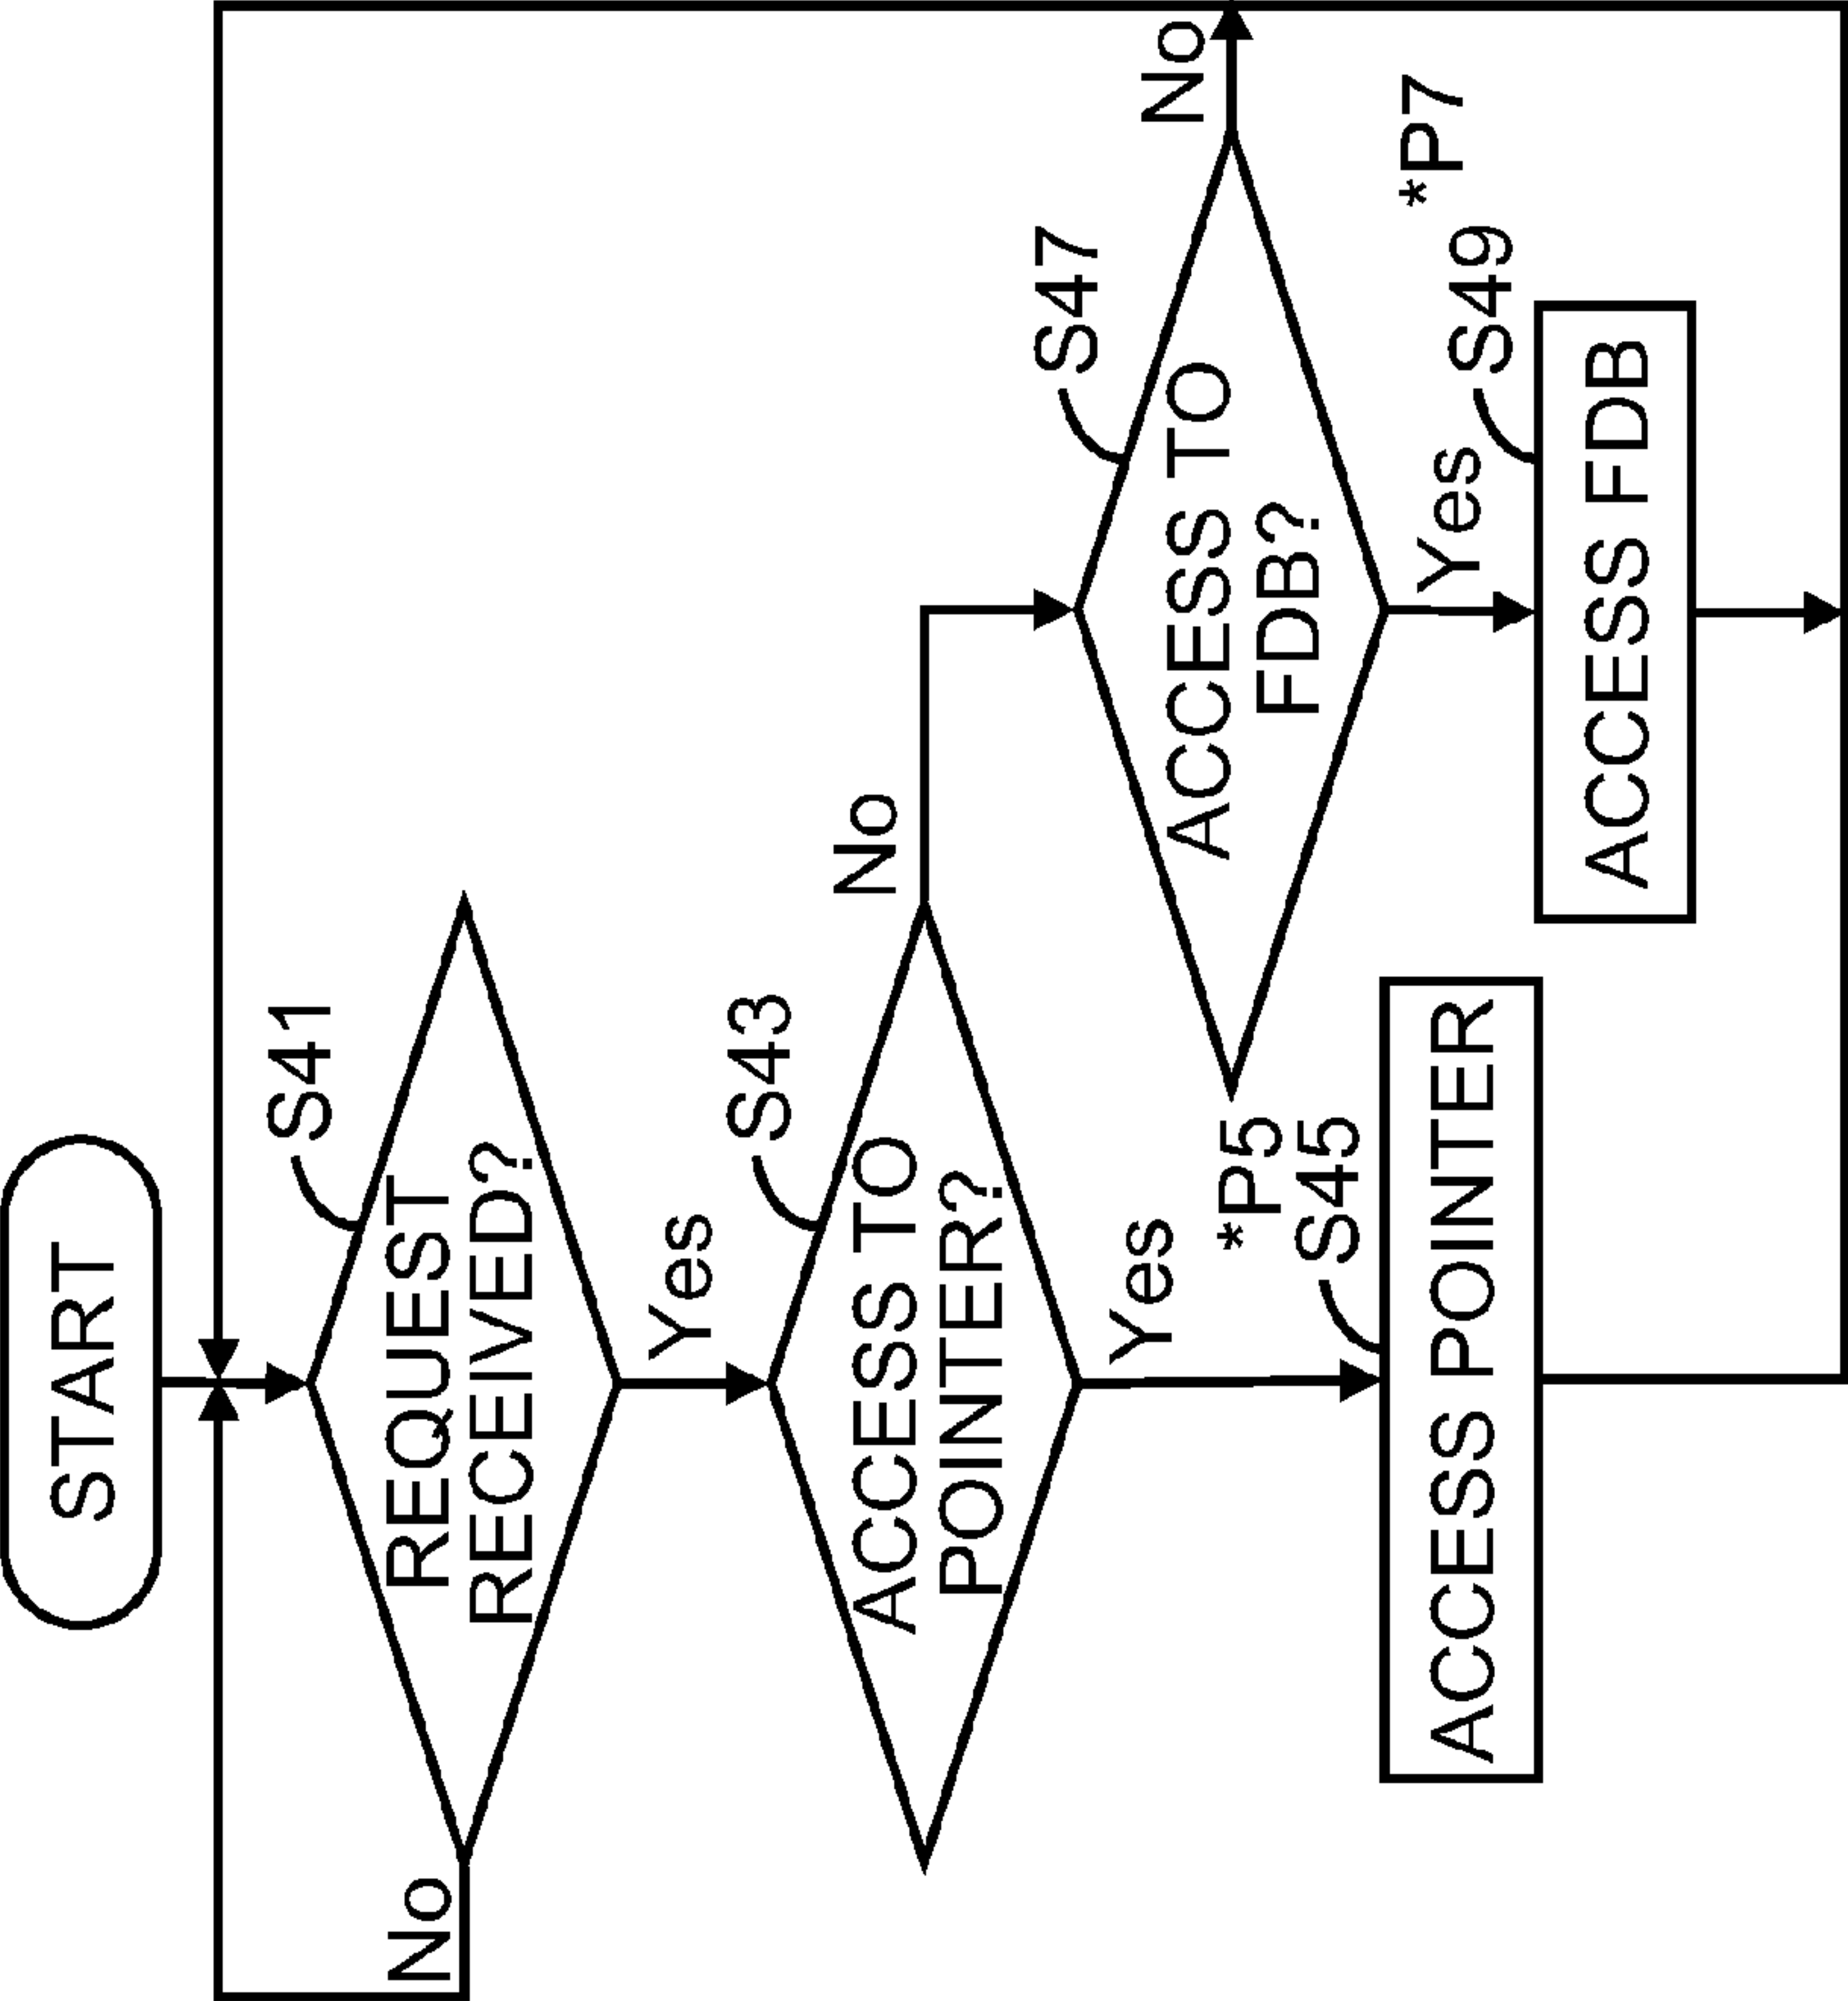 START
S41
REQUEST
RECEIVED?
No
Yes
S43
ACCESS TO
POINTER?
No
Yes
S47
ACCESS TO
FDB?
No
Yes
*P5
S45
ACCESS POINTER
*P7
S49
ACCESS FDB